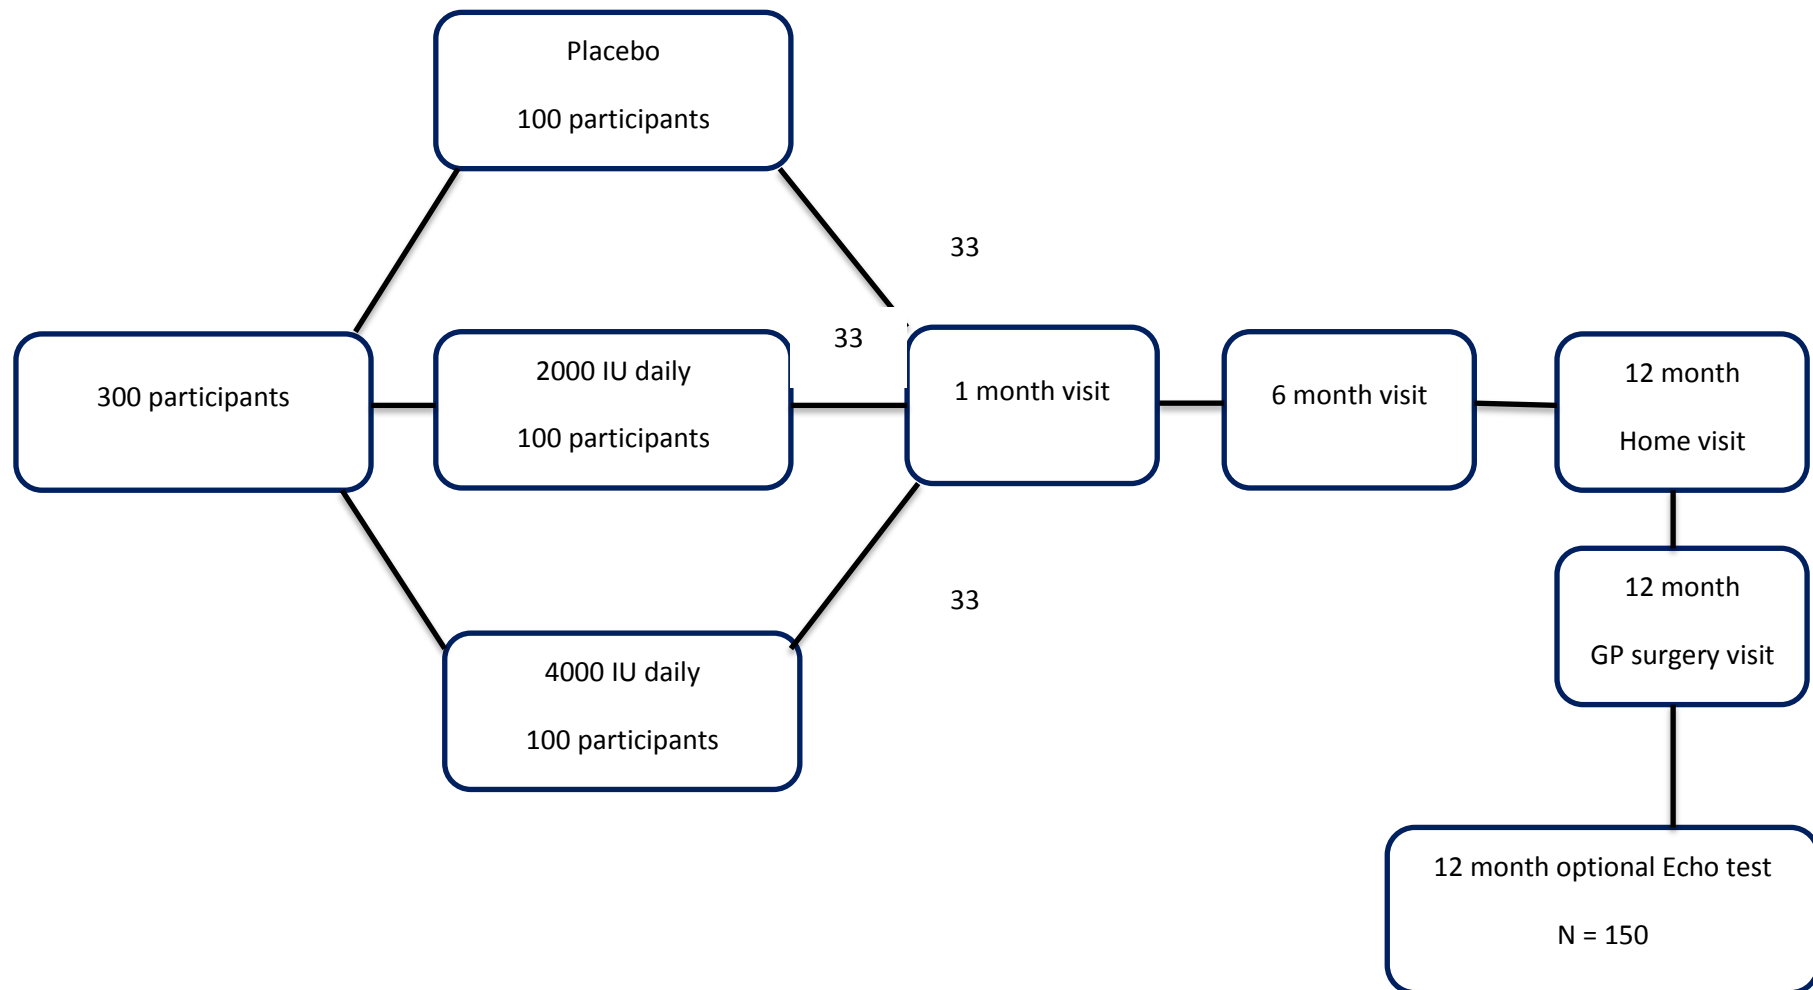 Placebo
100 participants
33
33
300 participants
2000 IU daily
100 participants
1 month visit
6 month visit
12 month
Home visit
12 month
GP surgery visit
33
4000 IU daily
100 participants
12 month optional Echo test
N = 150